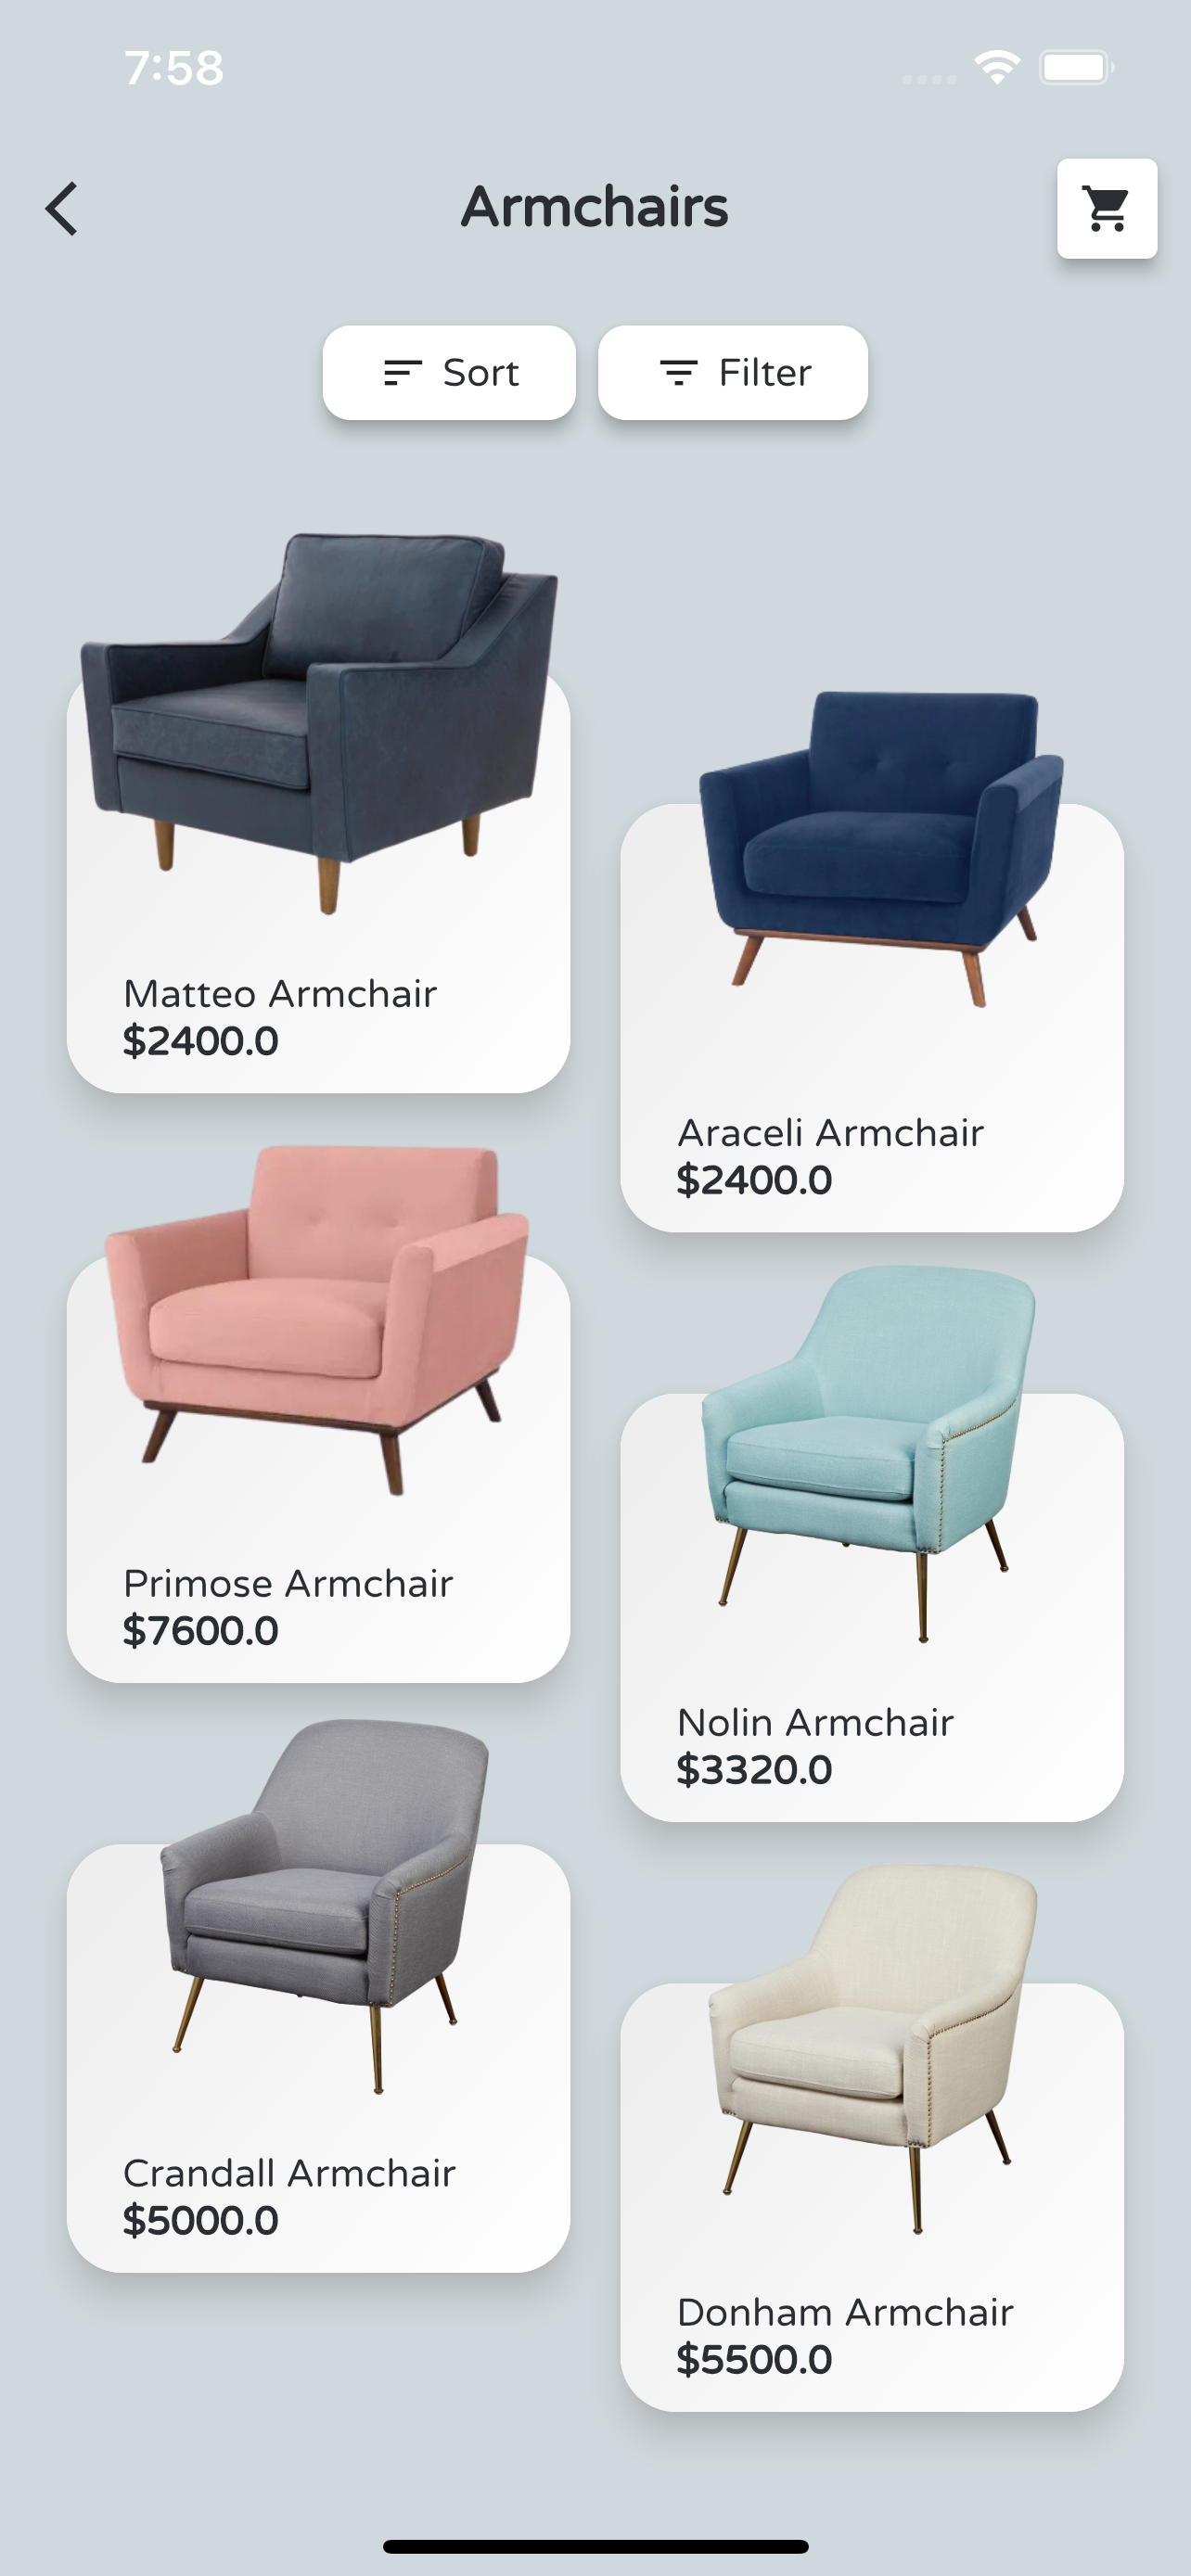 7:58
Armchairs
Sort
Filter
Matteo Armchair
$2400.0
Araceli Armchair
$2400.0
Primose Armchair
$7600.0
Nolin Armchair
$3320.0
Crandall Armchair
$5000.0
Donham Armchair
$5500.0